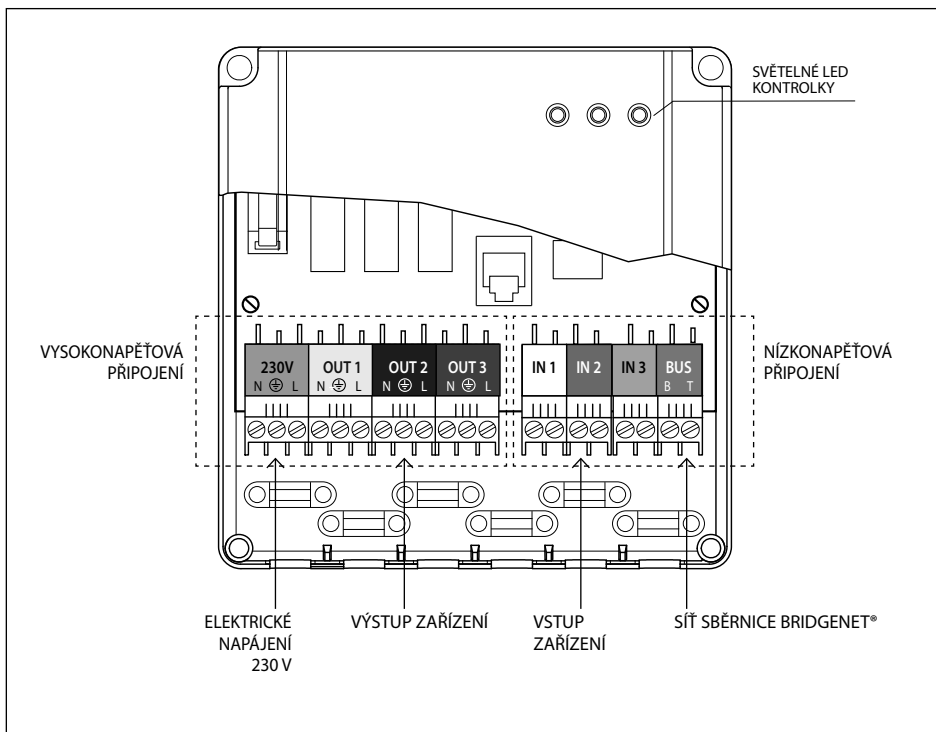 SVĚTELNÉ LED
KONTROLKY
VYSOKONAPĚŤOVÁ
PŘIPOJENÍ
NÍZKONAPĚŤOVÁ
PŘIPOJENÍ
230V OUT 1 OUT 2 OUT 3 IN 1 IN 2 IN 3 BUS
N L N L N L N L B T
ELEKTRICKÉ
NAPÁJENÍ
230 V
VÝSTUP ZAŘÍZENÍ
VSTUP
ZAŘÍZENÍ
SÍŤ SBĚRNICE BRIDGENET®